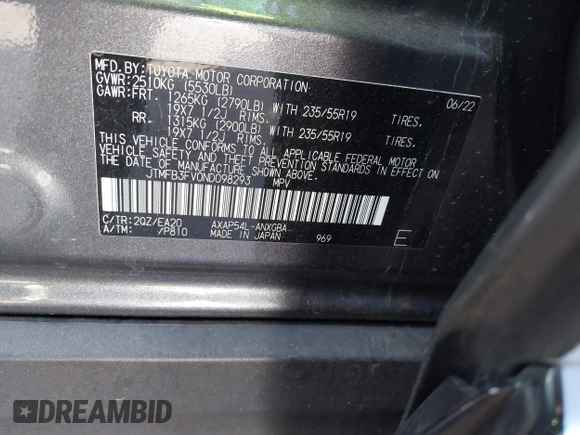 MFD.BY:TOYOTA MOTOR CORPORATION 06/22
GVWR:2510KG (5530LB)
GAWR:FRT. 1265KG (2790LB) WITH 235/55R19 TIRES.
19X7 1/2J RIMS.
RR. 1315KG (2900LB) WITH 235/55R19 TIRES.
19X7 1/2J RIMS.
THIS VEHICLE CONFORMS TO ALL APPLICABLE FEDERAL MOTOR
VEHICLE SAFETY AND THEFT PREVENTION STANDARDS IN EFFECT ON THE
DATE OF MANUFACTURE SHOWN ABOVE.
JTMFB3FV0ND098293 MPV
C/TR:2QZ/EA20 AXAP54L-ANXGBA
A/TM: /P810 MADE IN JAPAN 969 E
DREAMBID